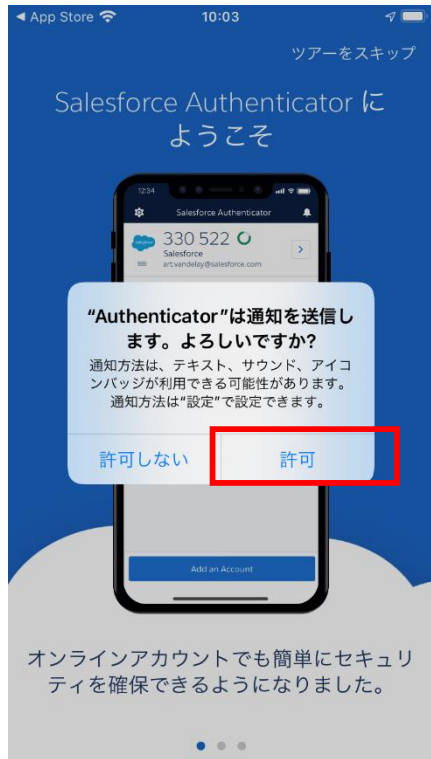 ◀ App Store
10:03
ツアーをスキップ
Salesforce Authenticator に
ようこそ
12:34
Salesforce Authenticator
330 522
Salesforce
art.vandelay@salesforce.com
“Authenticator”は通知を送信し
ます。よろしいですか?
通知方法は、テキスト、サウンド、アイコ
ンバッジが利用できる可能性があります。
通知方法は“設定”で設定できます。
許可しない
許可
Add an Account
オンラインアカウントでも簡単にセキュリ
ティを確保できるようになりました。